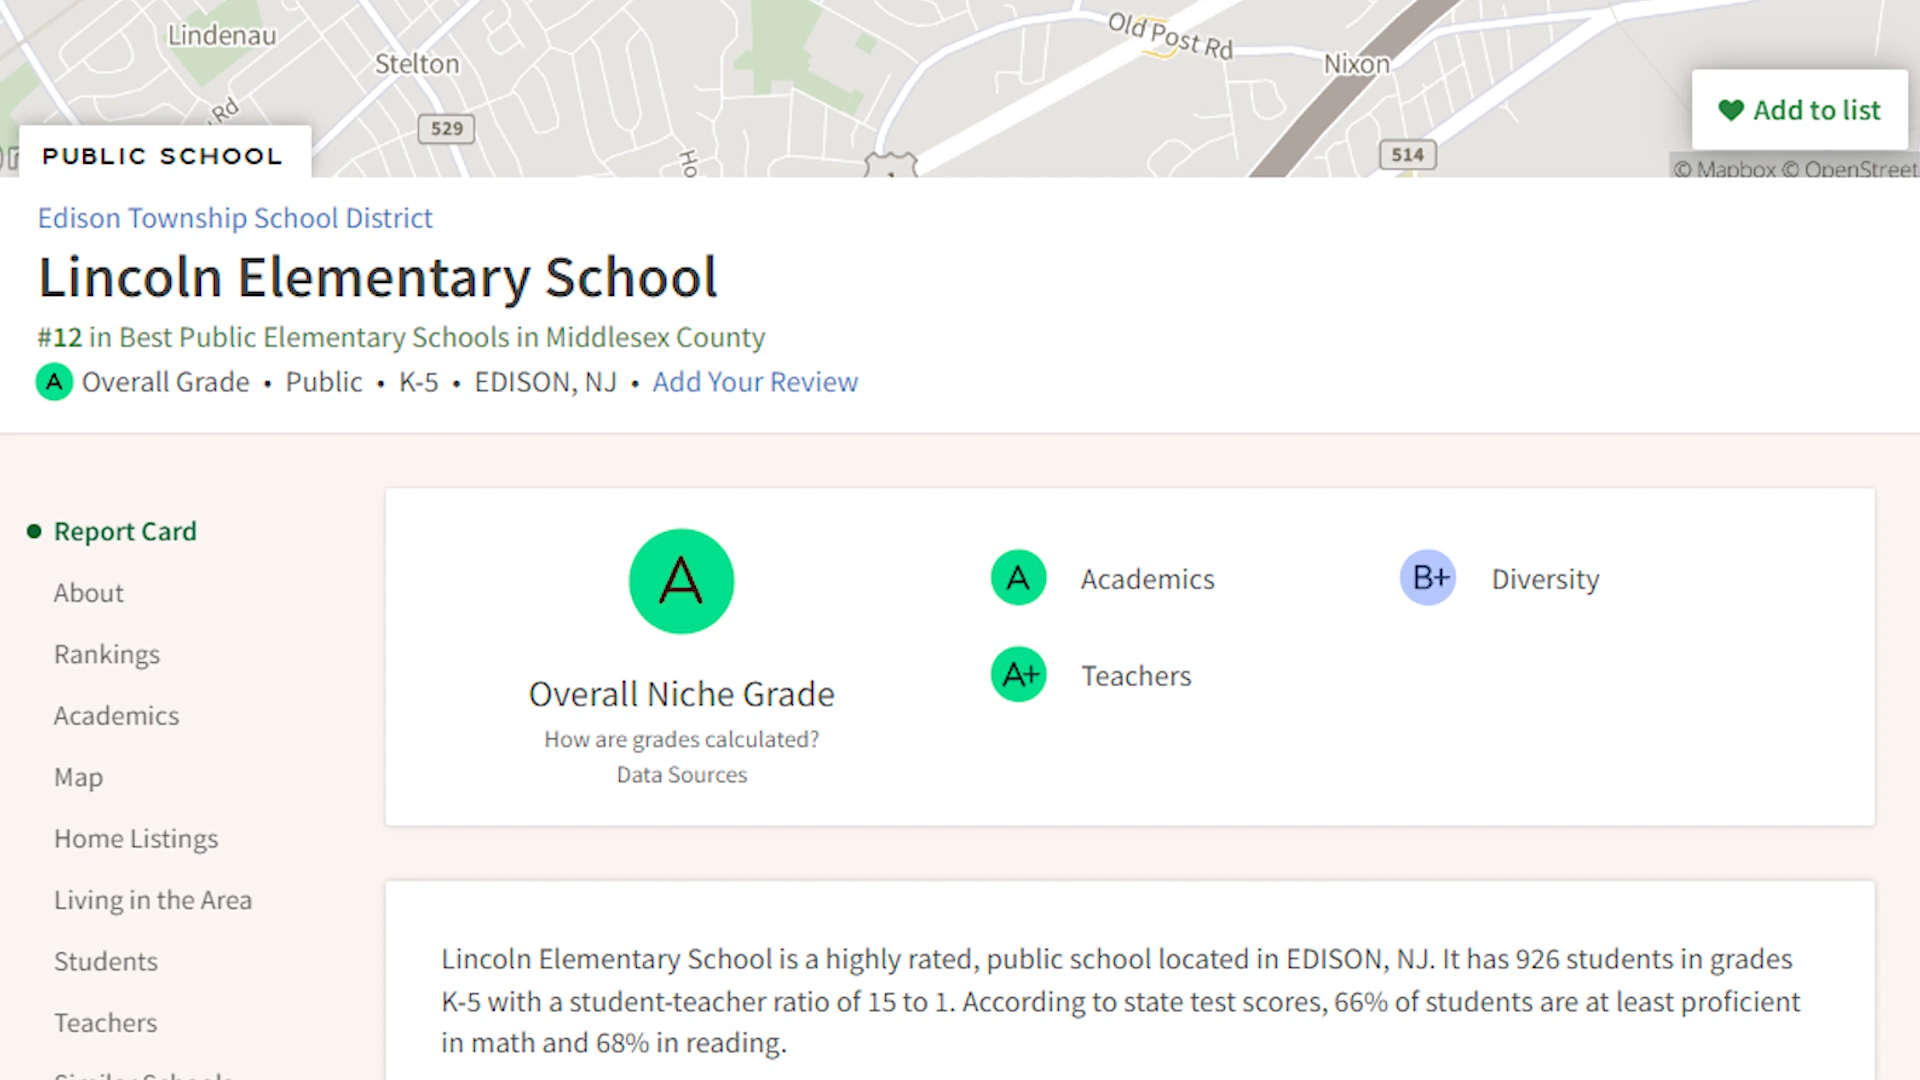 Lindenau
Stelton
Old Post Rd
Nixon
Rd
529
514
Ho
1
Add to list
© Mapbox © OpenStreet
PUBLIC SCHOOL
Edison Township School District
Lincoln Elementary School
#12 in Best Public Elementary Schools in Middlesex County
A Overall Grade • Public • K-5 • EDISON, NJ • Add Your Review
Report Card
About
Rankings
Academics
Map
Home Listings
Living in the Area
Students
Teachers
Similar Schools
A
Overall Niche Grade
How are grades calculated?
Data Sources
A Academics
B+ Diversity
A+ Teachers
Lincoln Elementary School is a highly rated, public school located in EDISON, NJ. It has 926 students in grades
K-5 with a student-teacher ratio of 15 to 1. According to state test scores, 66% of students are at least proficient
in math and 68% in reading.